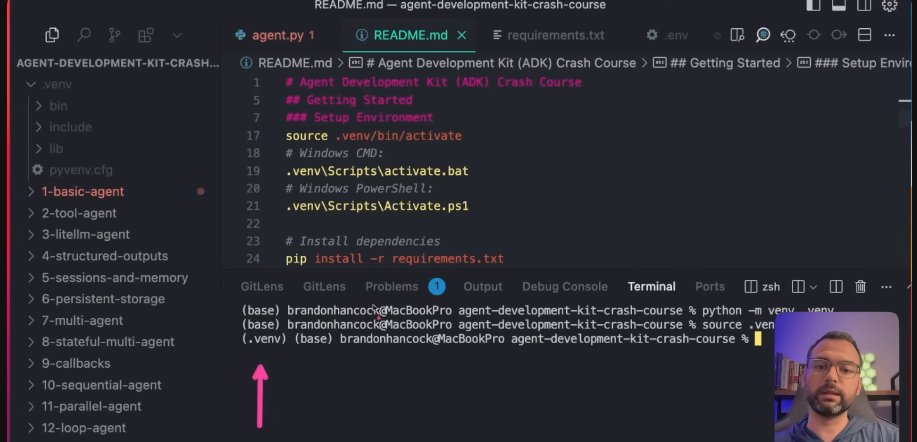 README.md — agent-development-kit-crash-course
agent.py 1
README.md
requirements.txt
.env
AGENT-DEVELOPMENT-KIT-CRASH...
README.md > # Agent Development Kit (ADK) Crash Course > ## Getting Started > ### Setup Envir
.venv
bin
include
lib
pyvenv.cfg
1-basic-agent
2-tool-agent
3-litellm-agent
4-structured-outputs
5-sessions-and-memory
6-persistent-storage
7-multi-agent
8-stateful-multi-agent
9-callbacks
10-sequential-agent
11-parallel-agent
12-loop-agent
1 # Agent Development Kit (ADK) Crash Course
5 ## Getting Started
7 ### Setup Environment
17 source .venv/bin/activate
18 # Windows CMD:
19 .venv\Scripts\activate.bat
20 # Windows PowerShell:
21 .venv\Scripts\Activate.ps1
22
23 # Install dependencies
24 pip install -r requirements.txt
GitLens GitLens Problems 1 Output Debug Console Terminal Ports zsh
(base) brandonhancock@MacBookPro agent-development-kit-crash-course % python -m venv .venv
(base) brandonhancock@MacBookPro agent-development-kit-crash-course % source .ven
(.venv) (base) brandonhancock@MacBookPro agent-development-kit-crash-course %